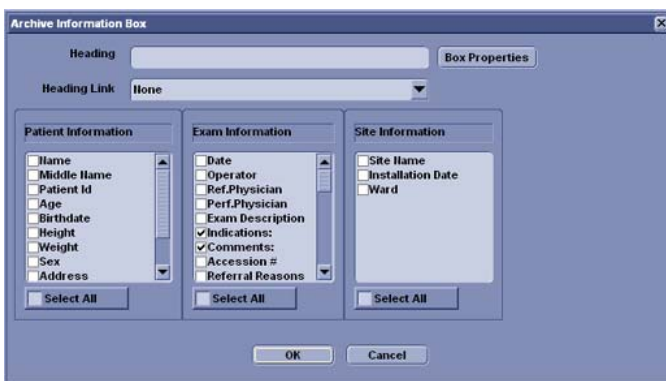 Archive Information Box
Heading
Box Properties
Heading Link None
Patient Information
Name
Middle Name
Patient Id
Age
Birthdate
Height
Weight
Sex
Address
Select All
Exam Information
Date
Operator
Ref.Physician
Perf.Physician
Exam Description
Indications:
Comments:
Accession #
Referral Reasons
Select All
Site Information
Site Name
Installation Date
Ward
Select All
OK
Cancel